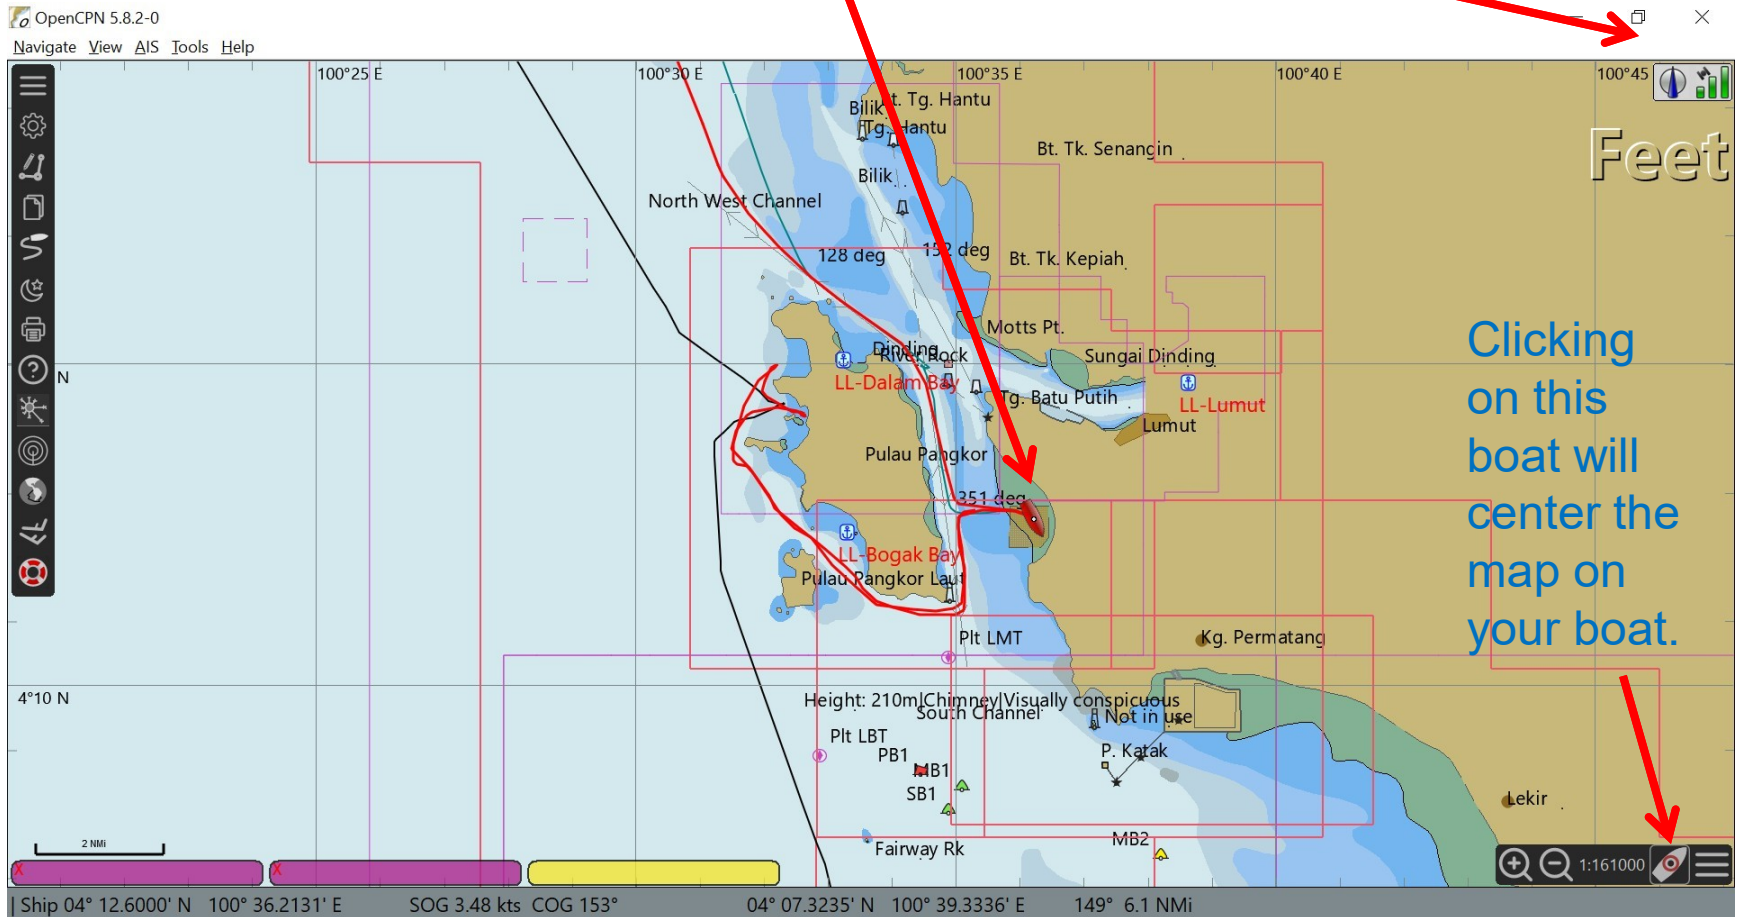 OpenCPN 5.8.2-0
Navigate View AIS Tools Help
100°25 E
100°30 E
100°35 E
100°40 E
100°45
Feet
Bilik
Bt. Tg. Hantu
Tg. Hantu
Bt. Tk. Senangin
Bilik
North West Channel
128 deg
152 deg
Bt. Tk. Kepiah
Motts Pt.
Dinding
River Rock
Sungai Dinding
N
LL-Dalam Bay
Tg. Batu Putih
LL-Lumut
Lumut
Pulau Pangkor
351 deg
LL-Bogak Bay
Pulau Pangkor Laut
Clicking
on this
boat will
center the
map on
your boat.
Plt LMT
Kg. Permatang
4°10 N
Height: 210m|Chimney|Visually conspicuous
South Channel
Not in use
Plt LBT
PB1
MB1
P. Katak
SB1
Lekir
MB2
Fairway Rk
2 NMi
X
X
1:161000
| Ship 04° 12.6000' N 100° 36.2131' E SOG 3.48 kts COG 153° 04° 07.3235' N 100° 39.3336' E 149° 6.1 NMi